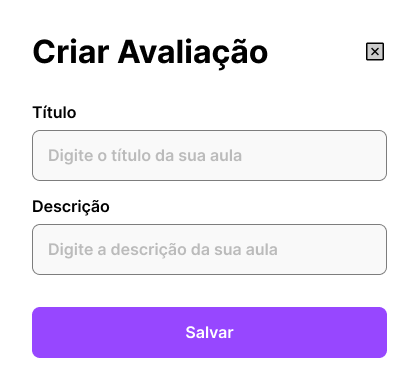 Criar Avaliação
Título
Digite o título da sua aula
Descrição
Digite a descrição da sua aula
Salvar